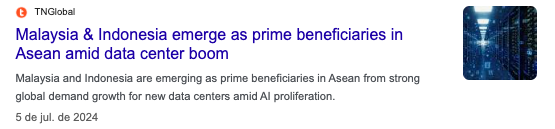 TNGlobal
Malaysia & Indonesia emerge as prime beneficiaries in
Asean amid data center boom
Malaysia and Indonesia are emerging as prime beneficiaries in Asean from strong
global demand growth for new data centers amid AI proliferation.
5 de jul. de 2024